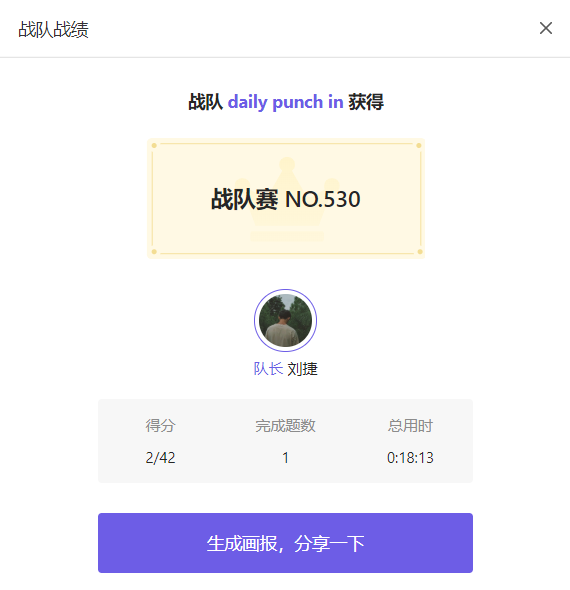 战队战绩
战队 daily punch in 获得
战队赛 NO.530
队长 刘捷
得分 完成题数 总用时
2/42 1 0:18:13
生成画报，分享一下